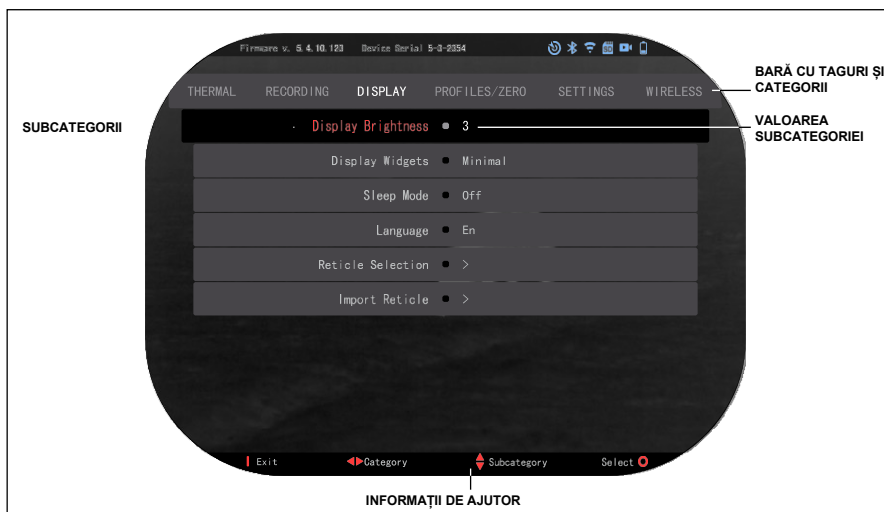 Firmware v. 5.4.10.123 Device Serial 5-3-2354
BARĂ CU TAGURI ȘI
CATEGORII
THERMAL RECORDING DISPLAY PROFILES/ZERO SETTINGS WIRELESS
SUBCATEGORII
Display Brightness 3
VALOAREA
SUBCATEGORIEI
Display Widgets Minimal
Sleep Mode Off
Language En
Reticle Selection >
Import Reticle >
Exit Category Subcategory Select
INFORMAȚII DE AJUTOR